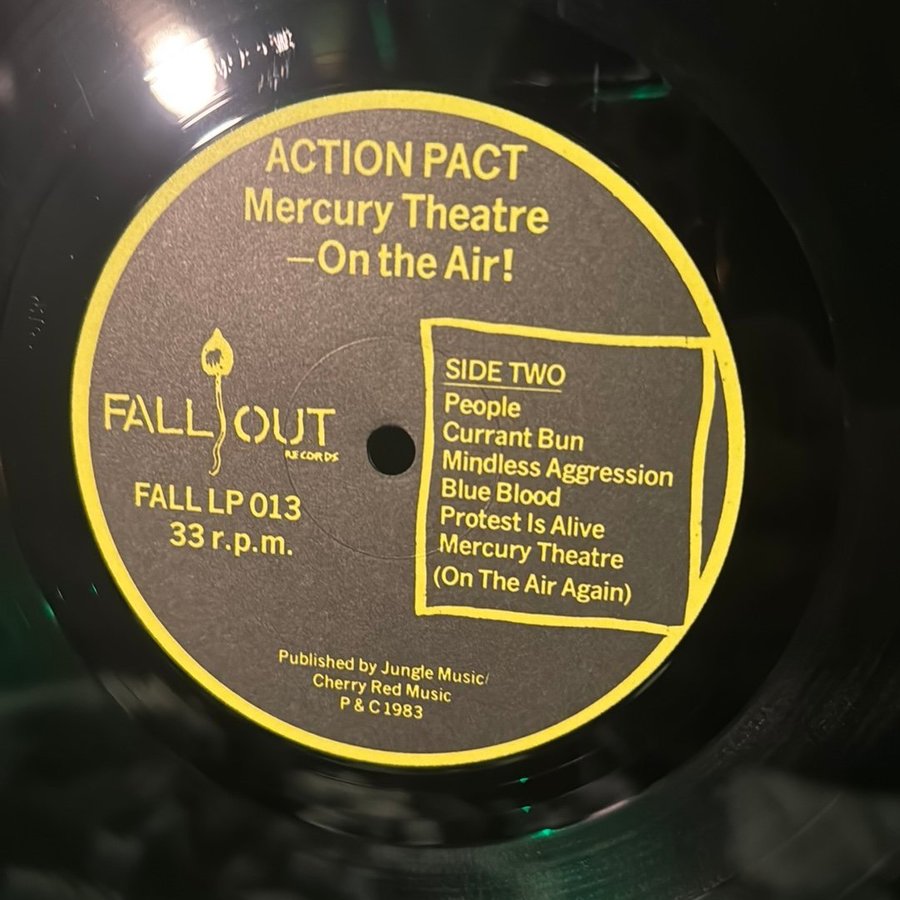 ACTION PACT
Mercury Theatre
—On the Air!
FALL OUT
RECORDS
FALL LP 013
33 r.p.m.
SIDE TWO
People
Currant Bun
Mindless Aggression
Blue Blood
Protest Is Alive
Mercury Theatre
(On The Air Again)
Published by Jungle Music/
Cherry Red Music
P & C 1983